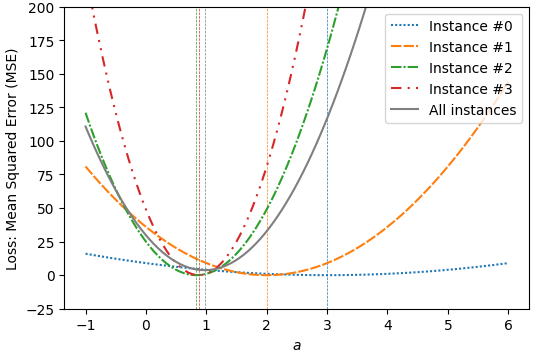 200
175
150
125
100
75
50
25
0
−25
Loss: Mean Squared Error (MSE)
Instance #0
Instance #1
Instance #2
Instance #3
All instances
−1 0 1 2 3 4 5 6
a